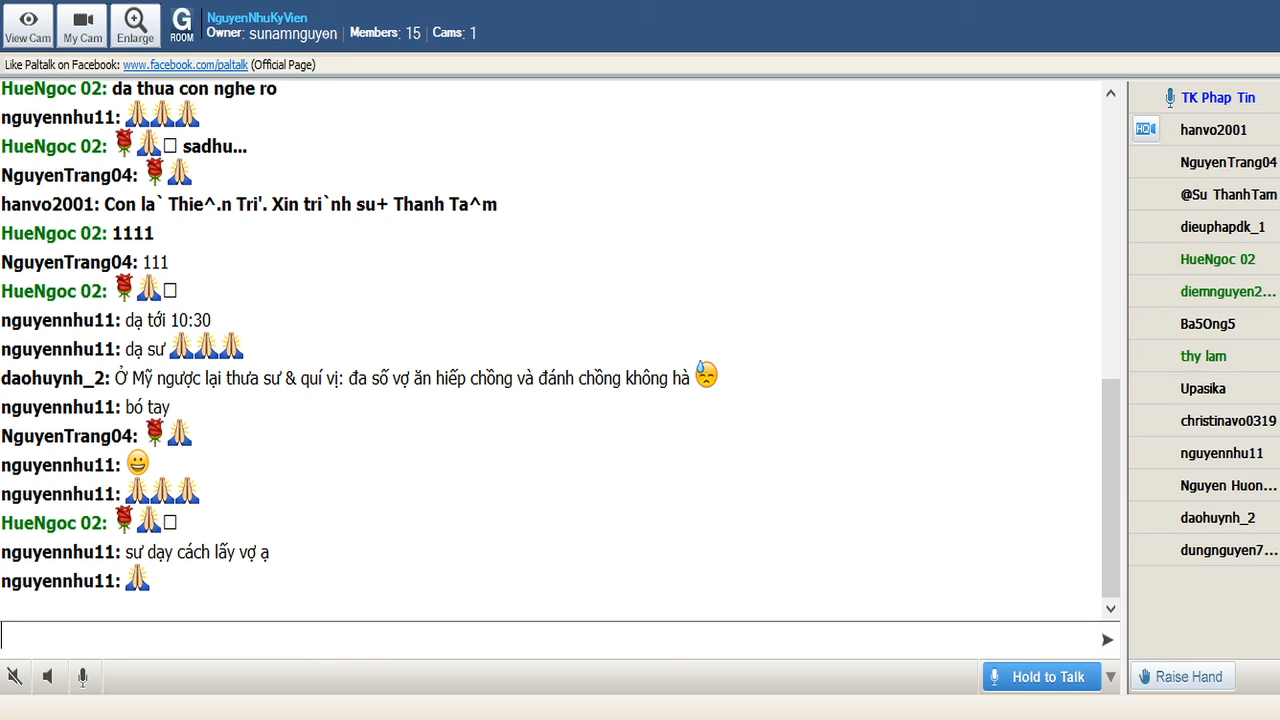 View Cam
My Cam
Enlarge
G
ROOM
NguyenNhuKyVien
Owner: sunamnguyen | Members: 15 | Cams: 1
Like Paltalk on Facebook: www.facebook.com/paltalk (Official Page)
HueNgoc 02: da thua con nghe ro
nguyennhu11: 🙏🙏🙏
HueNgoc 02: 🌹🙏□ sadhu...
NguyenTrang04: 🌹🙏
hanvo2001: Con la` Thie^.n Tri'. Xin tri`nh su+ Thanh Ta^m
HueNgoc 02: 1111
NguyenTrang04: 111
HueNgoc 02: 🌹🙏□
nguyennhu11: dạ tới 10:30
nguyennhu11: dạ sư 🙏🙏🙏
daohuynh_2: Ở Mỹ ngược lại thưa sư & quí vị: đa số vợ ăn hiếp chồng và đánh chồng không hà 😓
nguyennhu11: bó tay
NguyenTrang04: 🌹🙏
nguyennhu11: 😀
nguyennhu11: 🙏🙏🙏
HueNgoc 02: 🌹🙏□
nguyennhu11: sư dạy cách lấy vợ ạ
nguyennhu11: 🙏
Hold to Talk
TK Phap Tin
HQ
hanvo2001
NguyenTrang04
@Su ThanhTam
dieuphapdk_1
HueNgoc 02
diemnguyen2...
Ba5Ong5
thy lam
Upasika
christinavo0319
nguyennhu11
Nguyen Huon...
daohuynh_2
dungnguyen7...
Raise Hand